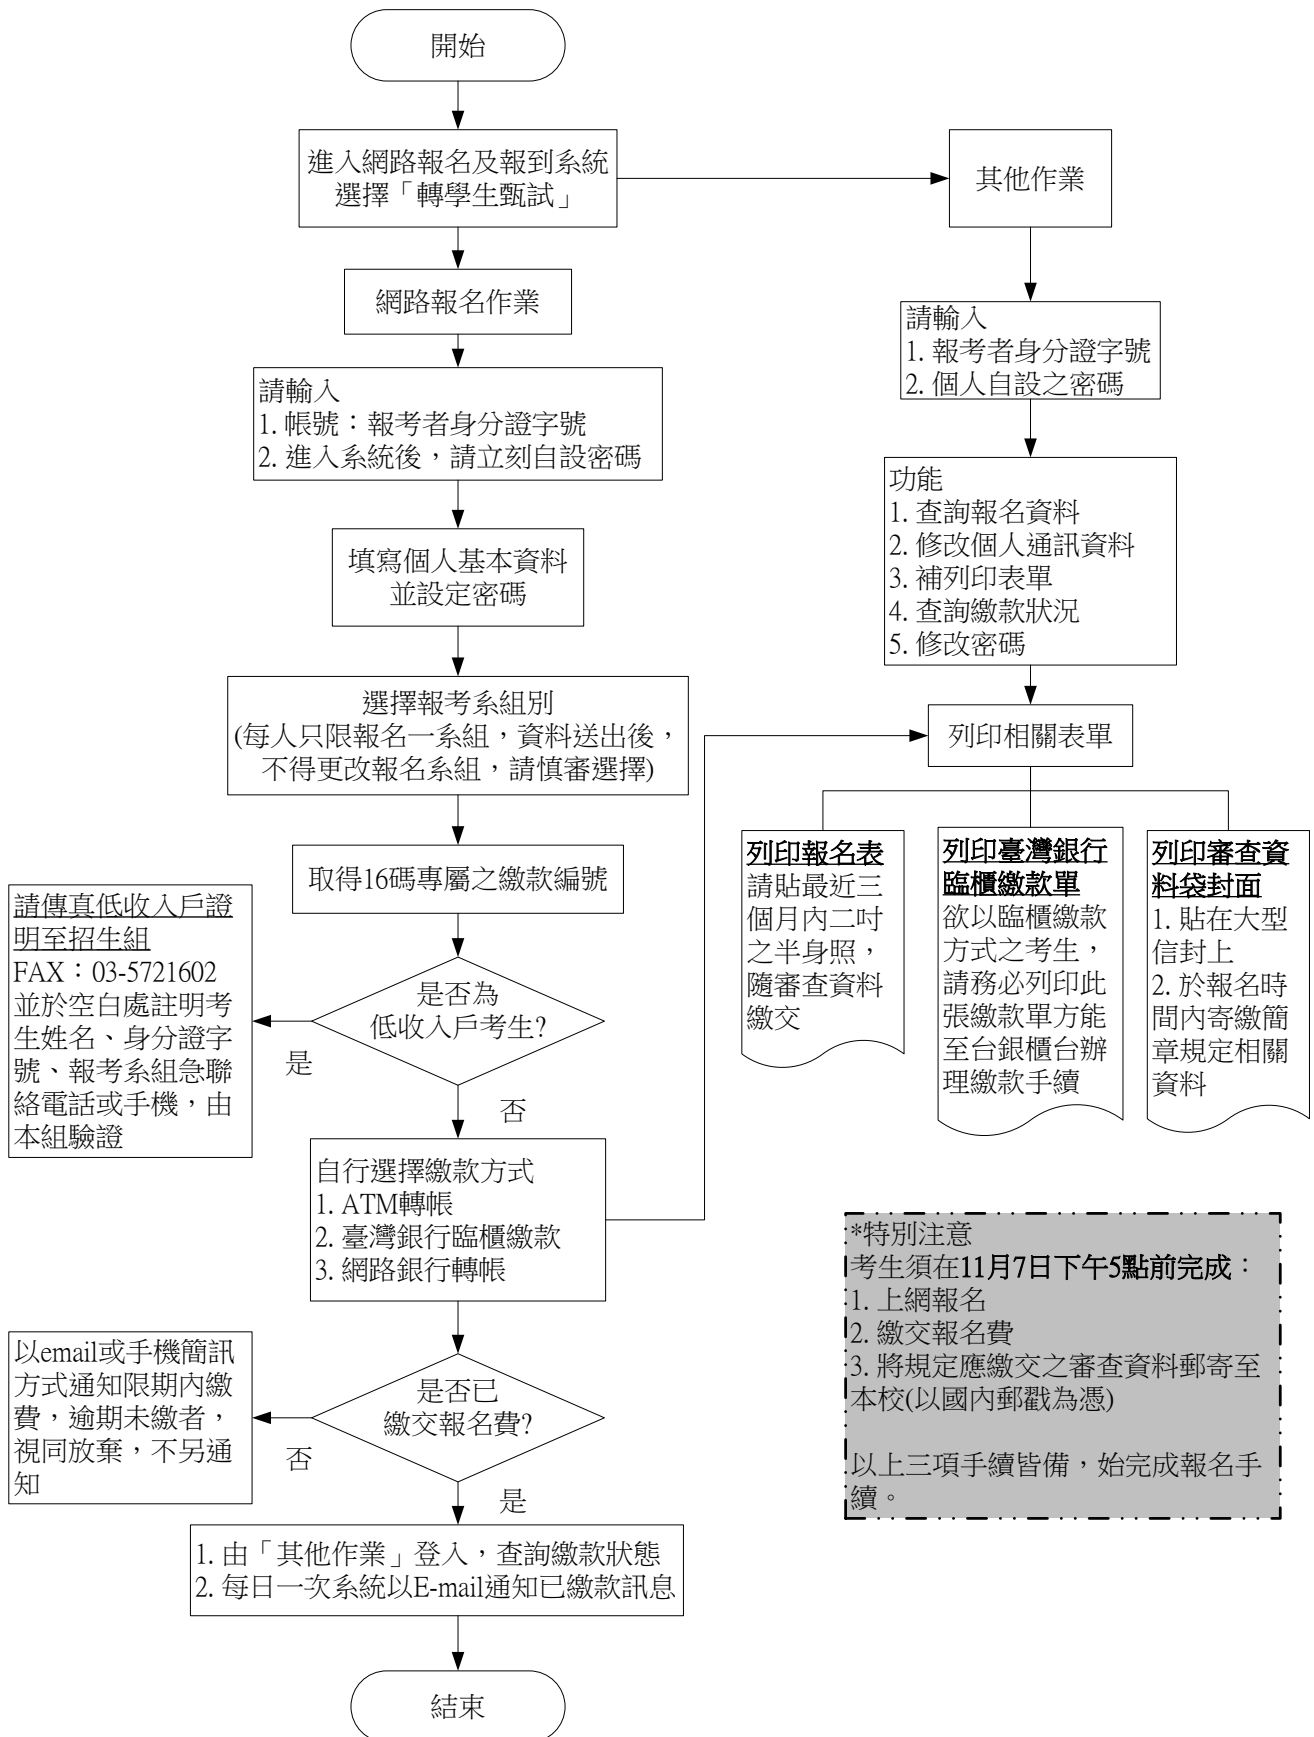 開始
進入網路報名及報到系統
選擇「轉學生甄試」
其他作業
網路報名作業
請輸入
1. 報考者身分證字號
2. 個人自設之密碼
請輸入
1. 帳號：報考者身分證字號
2. 進入系統後，請立刻自設密碼
功能
1. 查詢報名資料
2. 修改個人通訊資料
3. 補列印表單
4. 查詢繳款狀況
5. 修改密碼
填寫個人基本資料
並設定密碼
選擇報考系組別
(每人只限報名一系組，資料送出後，
不得更改報名系組，請慎審選擇)
列印相關表單
取得16碼專屬之繳款編號
列印報名表
請貼最近三
個月內二吋
之半身照，
隨審查資料
繳交
列印臺灣銀行
臨櫃繳款單
欲以臨櫃繳款
方式之考生，
請務必列印此
張繳款單方能
至台銀櫃台辦
理繳款手續
列印審查資
料袋封面
1. 貼在大型
信封上
2. 於報名時
間內寄繳簡
章規定相關
資料
請傳真低收入戶證
明至招生組
FAX：03-5721602
並於空白處註明考
生姓名、身分證字
號、報考系組急聯
絡電話或手機，由
本組驗證
是否為
低收入戶考生?
是
否
自行選擇繳款方式
1. ATM轉帳
2. 臺灣銀行臨櫃繳款
3. 網路銀行轉帳
*特別注意
考生須在11月7日下午5點前完成：
1. 上網報名
2. 繳交報名費
3. 將規定應繳交之審查資料郵寄至
本校(以國內郵戳為憑)
以上三項手續皆備，始完成報名手
續。
以email或手機簡訊
方式通知限期內繳
費，逾期未繳者，
視同放棄，不另通
知
是否已
繳交報名費?
否
是
1. 由「其他作業」登入，查詢繳款狀態
2. 每日一次系統以E-mail通知已繳款訊息
結束